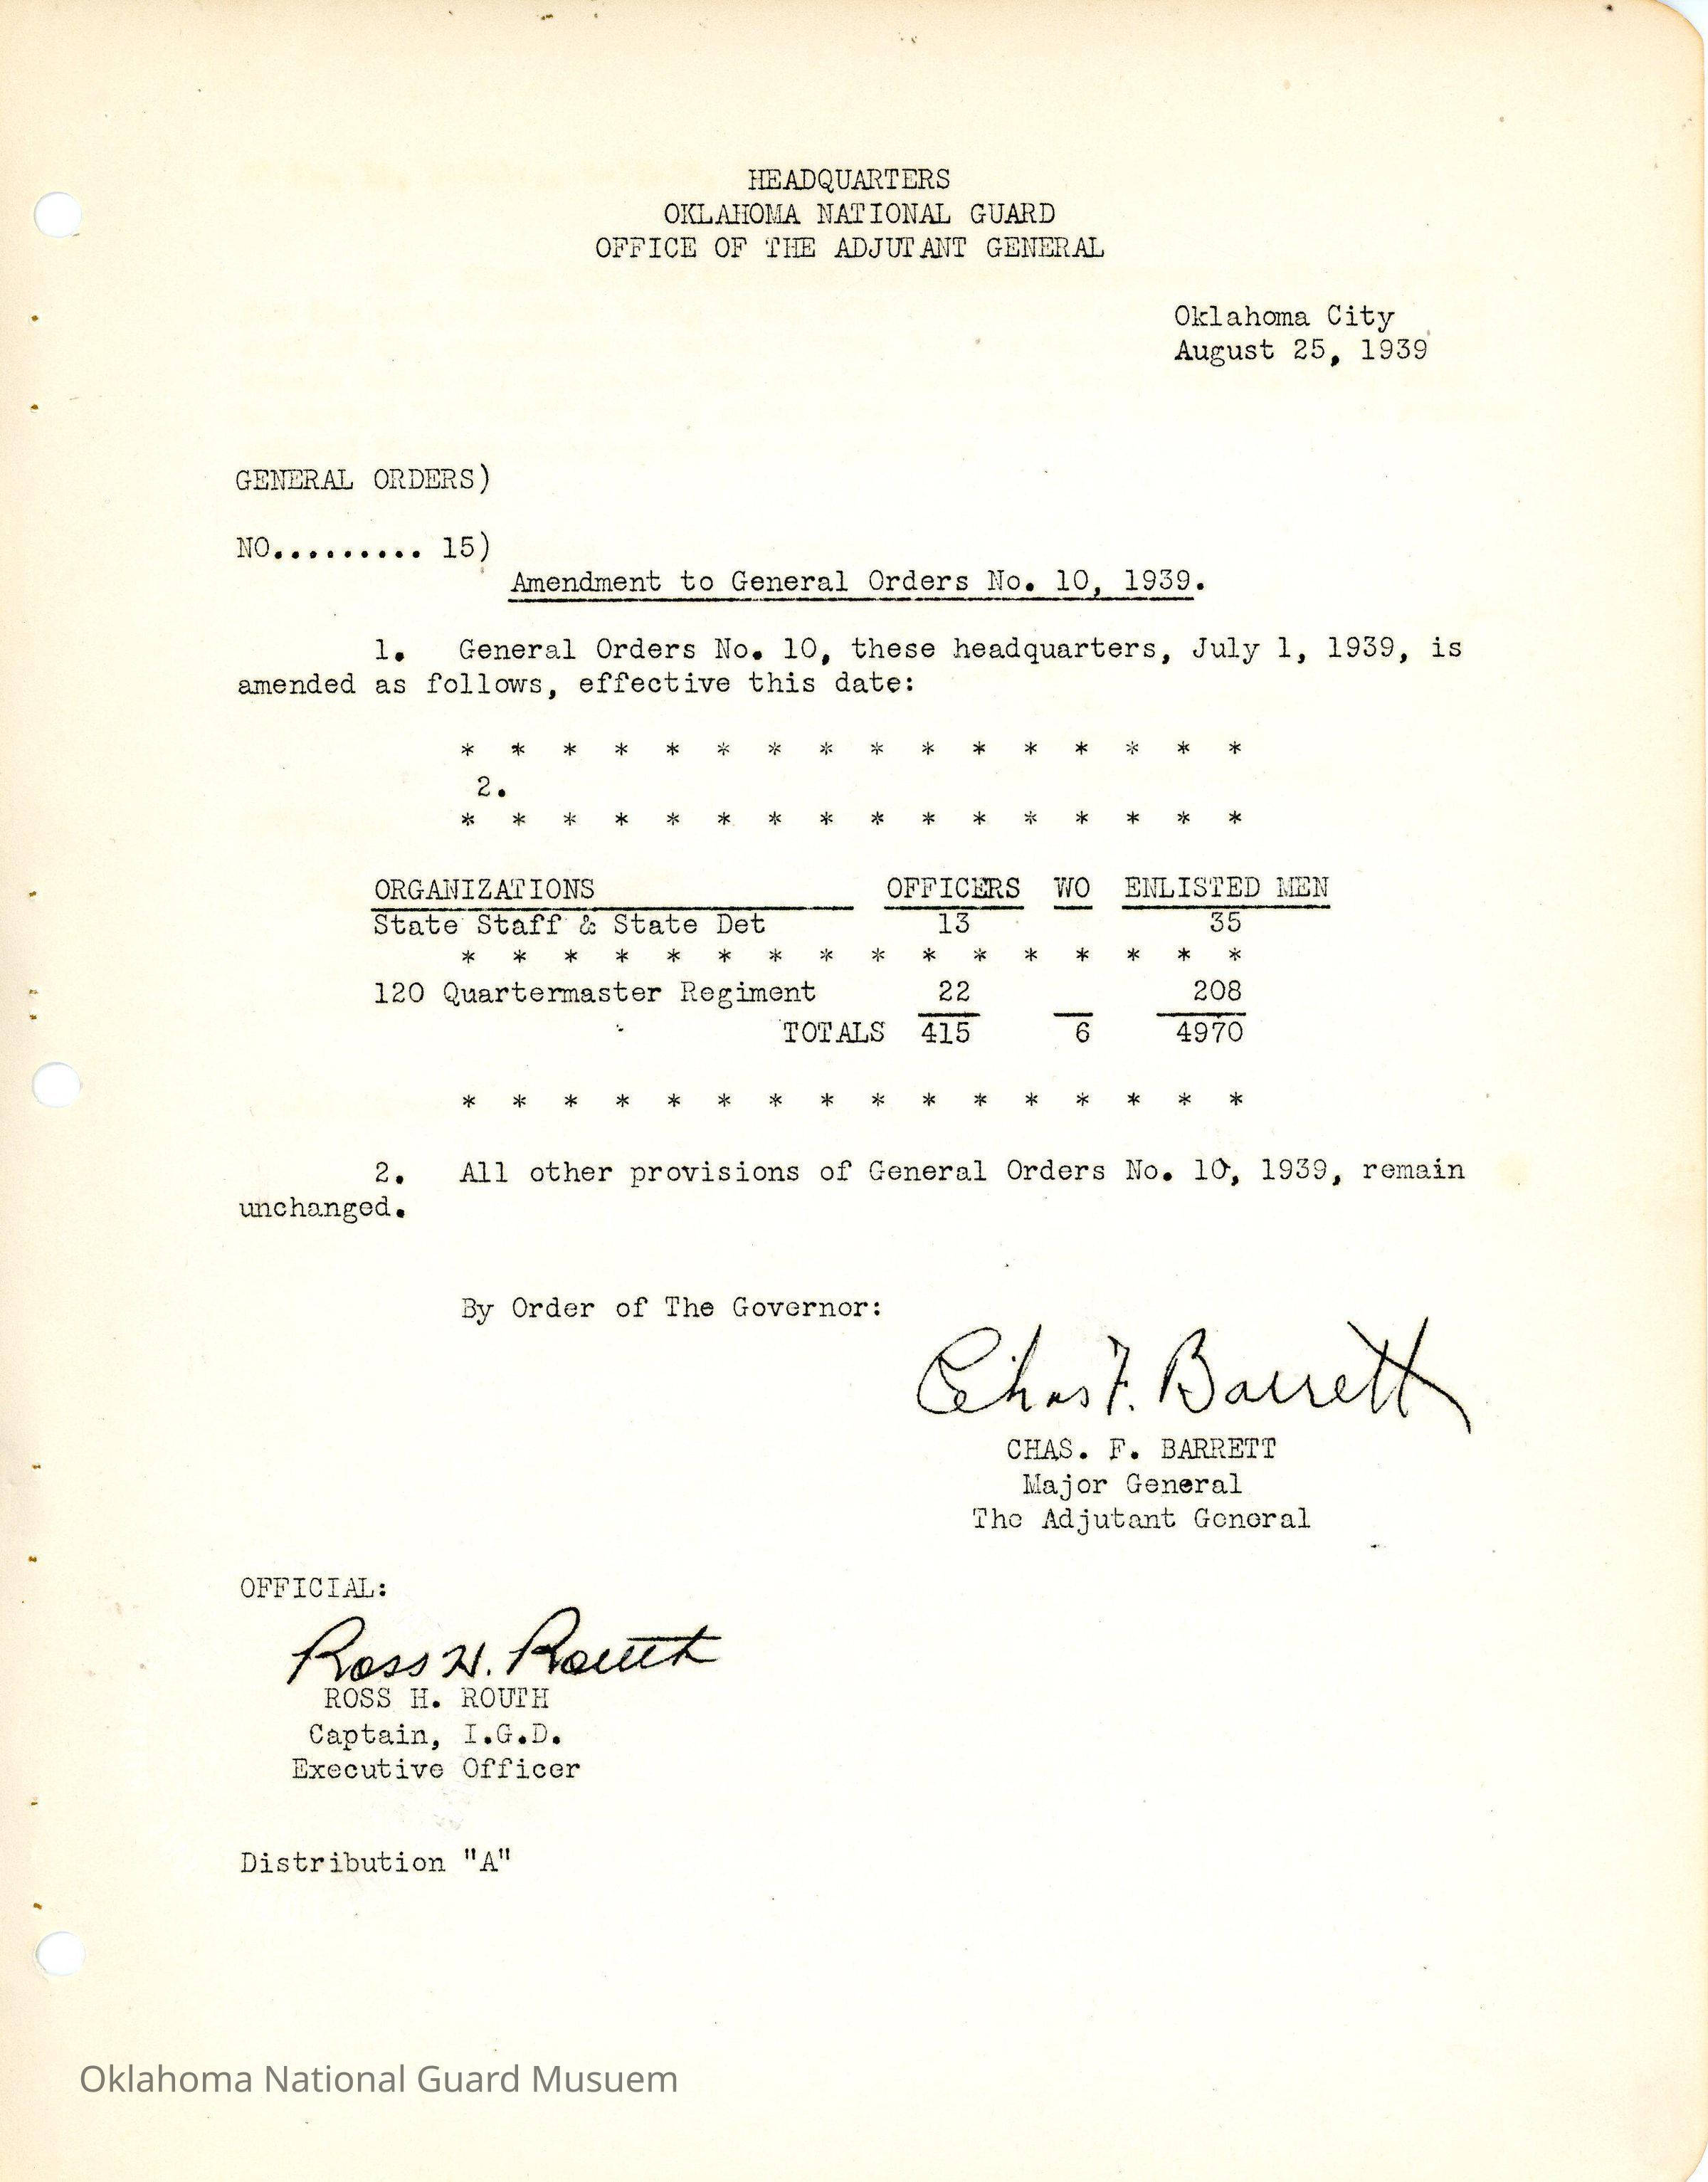 HEADQUARTERS
OKLAHOMA NATIONAL GUARD
OFFICE OF THE ADJUTANT GENERAL
Oklahoma City
August 25, 1939
GENERAL ORDERS)
NO......... 15)
Amendment to General Orders No. 10, 1939.
1. General Orders No. 10, these headquarters, July 1, 1939, is
amended as follows, effective this date:
* * * * * * * * * * * * * * * *
2.
* * * * * * * * * * * * * * * *
ORGANIZATIONS OFFICERS WO ENLISTED MEN
State Staff & State Det 13 35
* * * * * * * * * * * * * * * *
120 Quartermaster Regiment 22 208
TOTALS 415 6 4970
* * * * * * * * * * * * * * * *
2. All other provisions of General Orders No. 10, 1939, remain
unchanged.
By Order of The Governor:
Chas F. Barrett
CHAS. F. BARRETT
Major General
The Adjutant General
OFFICIAL:
Ross H. Routh
ROSS H. ROUTH
Captain, I.G.D.
Executive Officer
Distribution "A"
Oklahoma National Guard Musuem